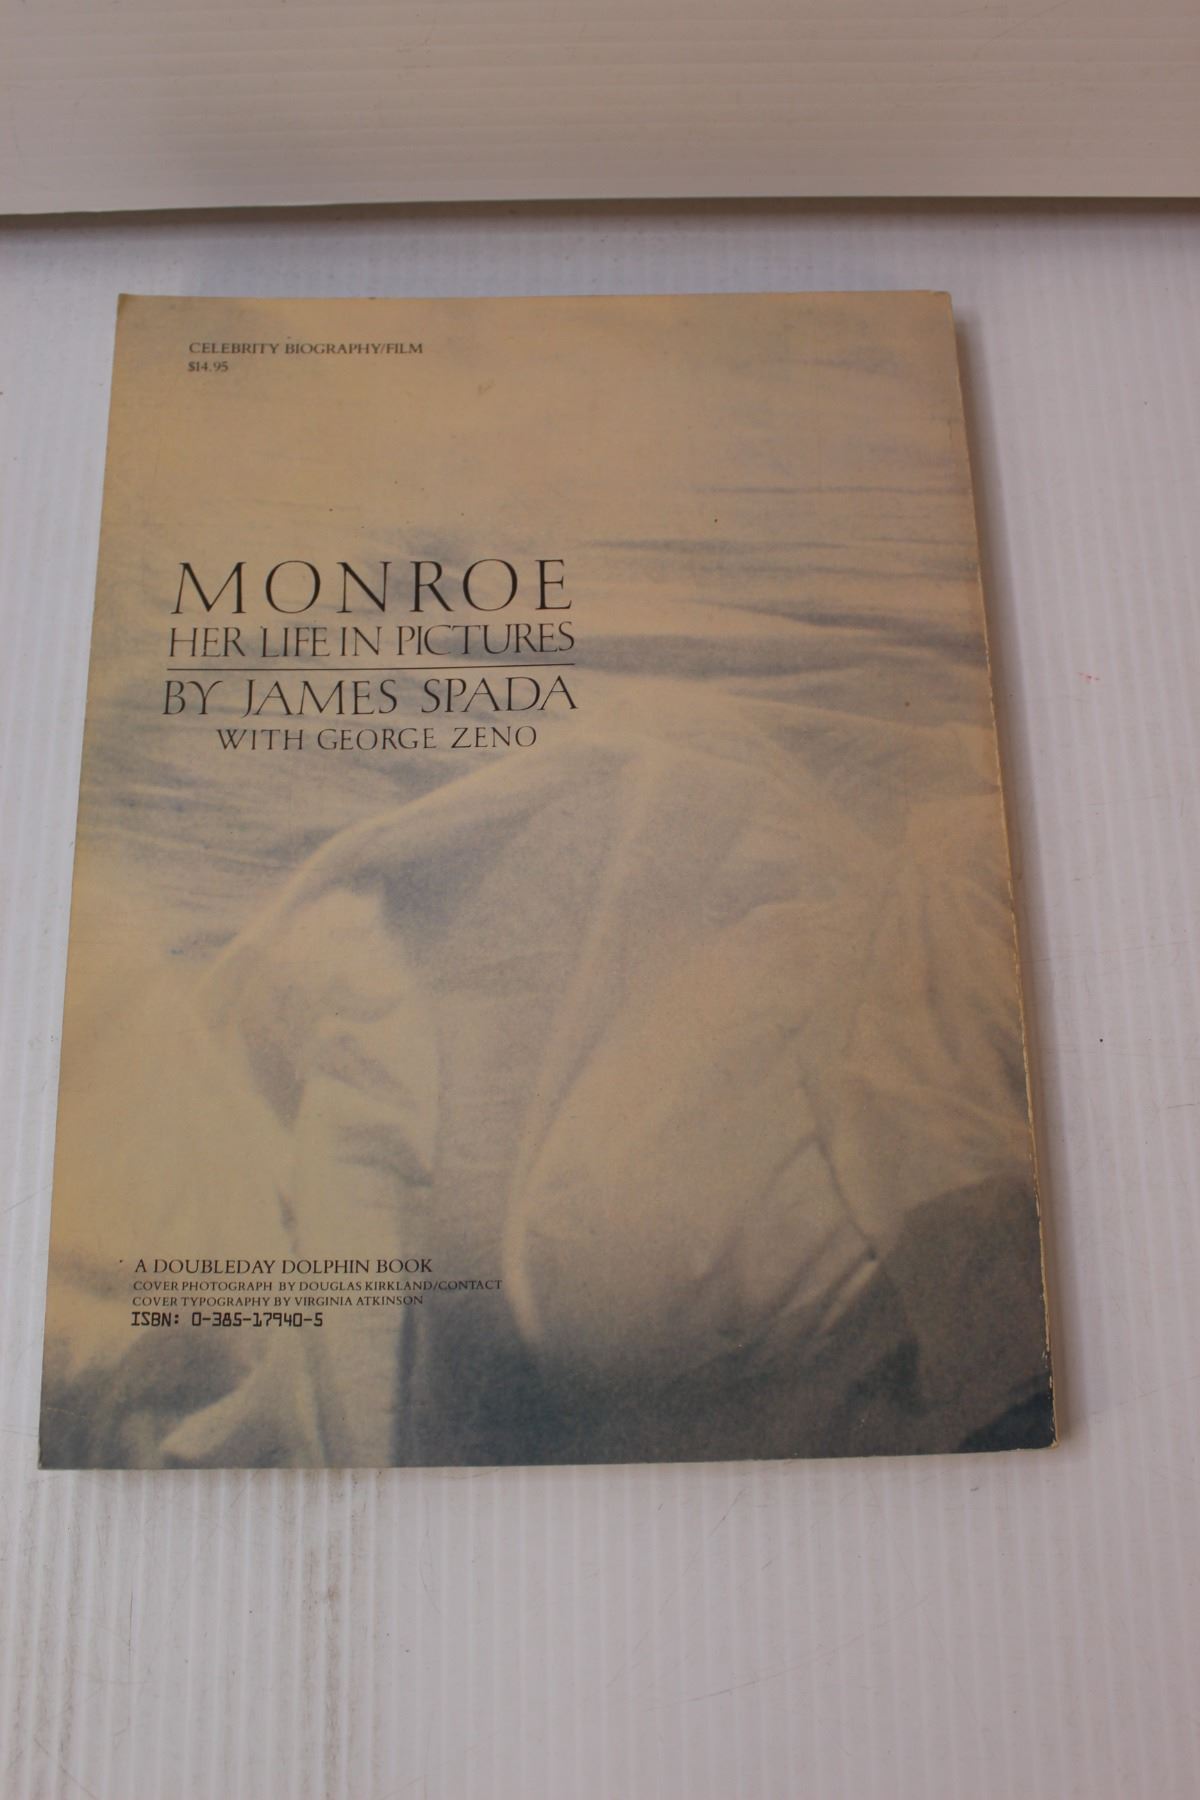 CELEBRITY BIOGRAPHY/FILM
$14.95
MONROE
HER LIFE IN PICTURES
BY JAMES SPADA
WITH GEORGE ZENO
A DOUBLEDAY DOLPHIN BOOK
COVER PHOTOGRAPH BY DOUGLAS KIRKLAND/CONTACT
COVER TYPOGRAPHY BY VIRGINIA ATKINSON
ISBN: 0-385-17940-5